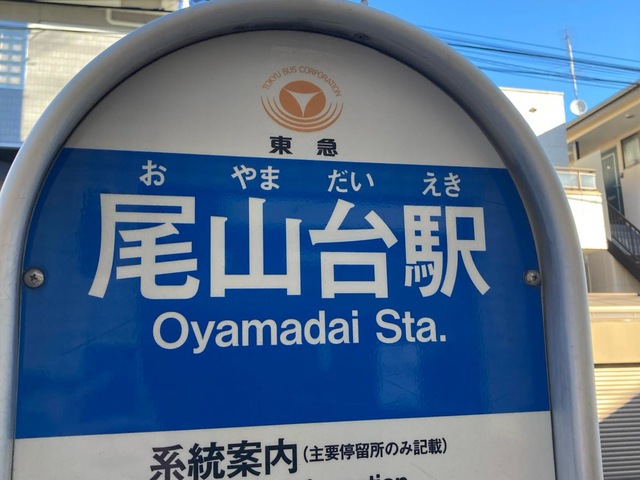 TOKYU BUS CORPORATION
東急
お やま だい えき
尾山台駅
Oyamadai Sta.
系統案内(主要停留所のみ記載)